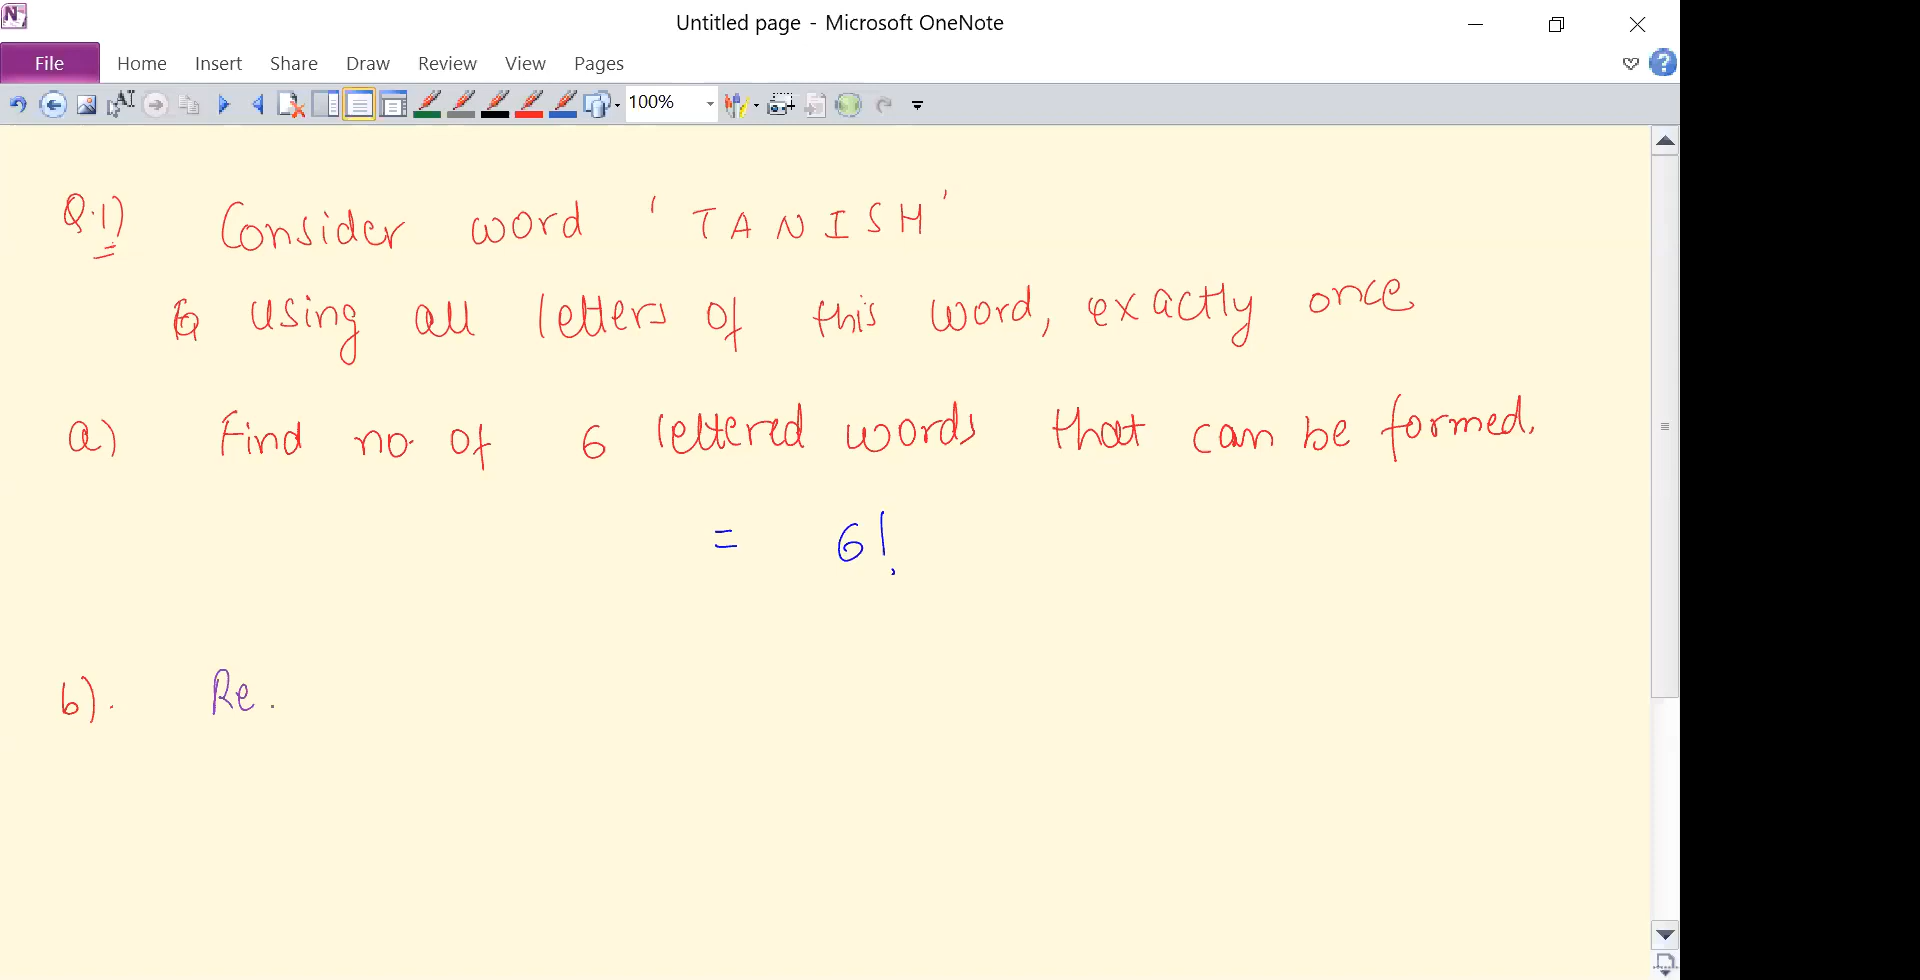 Untitled page - Microsoft OneNote
File Home Insert Share Draw Review View Pages
100%
Q.1) Consider word 'TANISH'
using all letters of this word, exactly once
a) Find no. of 6 lettered words that can be formed.
= 6!
b). Re.